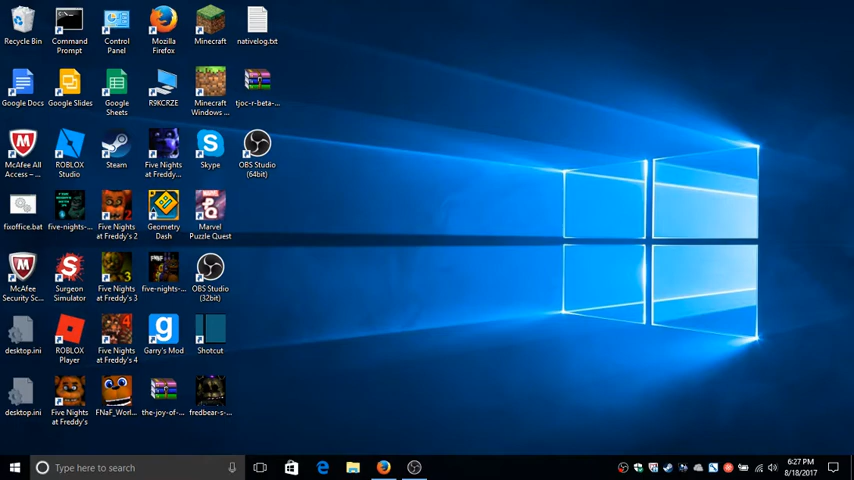 Recycle Bin
Command
Prompt
Control
Panel
Mozilla
Firefox
Minecraft
nativelog.txt
Google Docs
Google Slides
Google
Sheets
R9KCRZE
Minecraft
Windows ...
tjoc-r-beta-...
McAfee All
Access – ...
ROBLOX
Studio
Steam
Five Nights
at Freddy...
Skype
OBS Studio
(64bit)
fixoffice.bat
five-nights-...
Five Nights
at Freddy's 2
Geometry
Dash
Marvel
Puzzle Quest
McAfee
Security Sc...
Surgeon
Simulator
Five Nights
at Freddy's 3
five-nights-...
OBS Studio
(32bit)
desktop.ini
ROBLOX
Player
Five Nights
at Freddy's 4
Garry's Mod
Shotcut
desktop.ini
Five Nights
at Freddy's
FNaF_Worl...
the-joy-of-...
fredbear-s-...
Type here to search
6:27 PM
8/18/2017